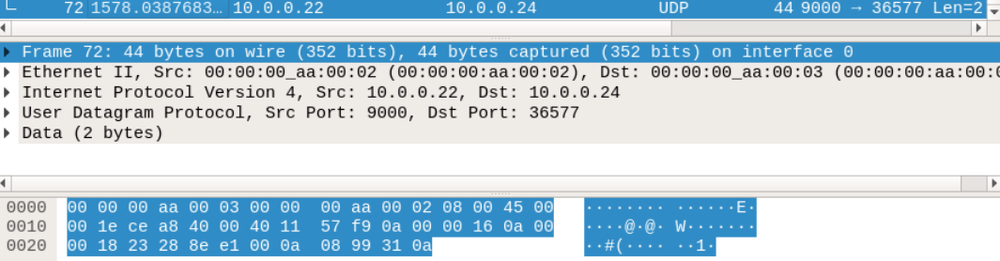 72 1578.0387683… 10.0.0.22 10.0.0.24 UDP 44 9000 → 36577 Len=2
Frame 72: 44 bytes on wire (352 bits), 44 bytes captured (352 bits) on interface 0
Ethernet II, Src: 00:00:00_aa:00:02 (00:00:00:aa:00:02), Dst: 00:00:00_aa:00:03 (00:00:00:aa:00:0
Internet Protocol Version 4, Src: 10.0.0.22, Dst: 10.0.0.24
User Datagram Protocol, Src Port: 9000, Dst Port: 36577
Data (2 bytes)
0000 00 00 00 aa 00 03 00 00 00 aa 00 02 08 00 45 00 ········ ······E·
0010 00 1e ce a8 40 00 40 11 57 f9 0a 00 00 16 0a 00 ····@·@· W·······
0020 00 18 23 28 8e e1 00 0a 08 99 31 0a ··#(···· ··1·